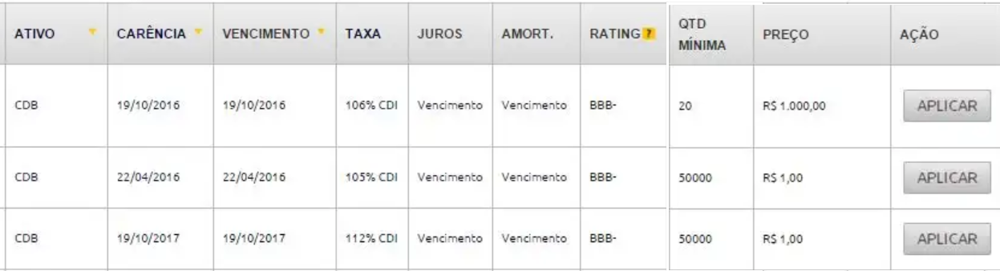 ATIVO CARÊNCIA VENCIMENTO TAXA JUROS AMORT. RATING ? QTD MÍNIMA PREÇO AÇÃO
CDB 19/10/2016 19/10/2016 106% CDI Vencimento Vencimento BBB- 20 R$ 1.000,00 APLICAR
CDB 22/04/2016 22/04/2016 105% CDI Vencimento Vencimento BBB- 50000 R$ 1,00 APLICAR
CDB 19/10/2017 19/10/2017 112% CDI Vencimento Vencimento BBB- 50000 R$ 1,00 APLICAR